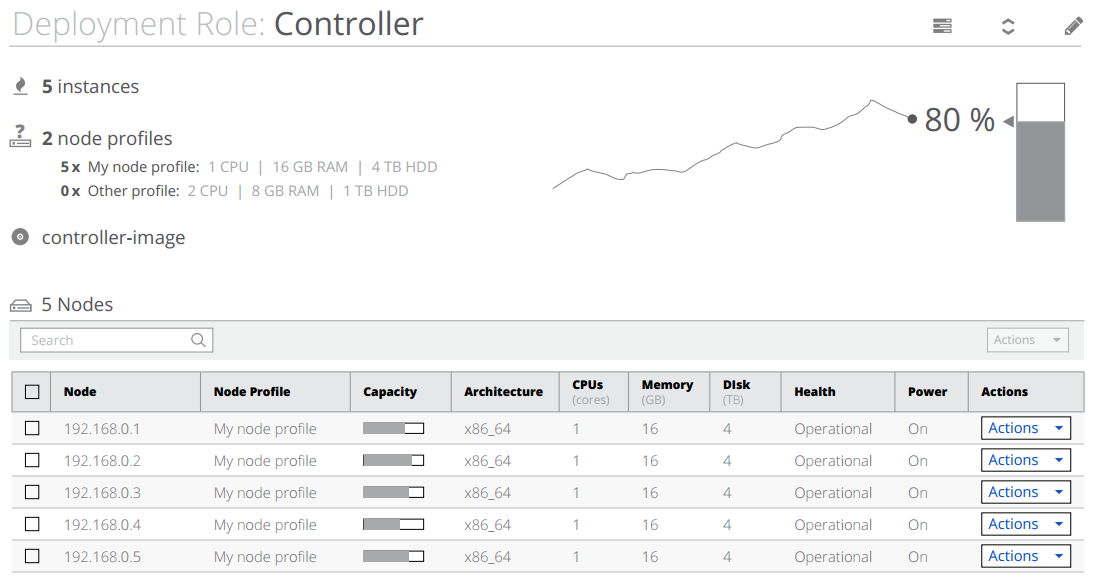 Deployment Role: Controller
5 instances
80 %
2 node profiles
5 x My node profile: 1 CPU | 16 GB RAM | 4 TB HDD
0 x Other profile: 2 CPU | 8 GB RAM | 1 TB HDD
controller-image
5 Nodes
Search Actions
Node Node Profile Capacity Architecture CPUs (cores) Memory (GB) DIsk (TB) Health Power Actions
192.168.0.1 My node profile x86_64 1 16 4 Operational On Actions
192.168.0.2 My node profile x86_64 1 16 4 Operational On Actions
192.168.0.3 My node profile x86_64 1 16 4 Operational On Actions
192.168.0.4 My node profile x86_64 1 16 4 Operational On Actions
192.168.0.5 My node profile x86_64 1 16 4 Operational On Actions